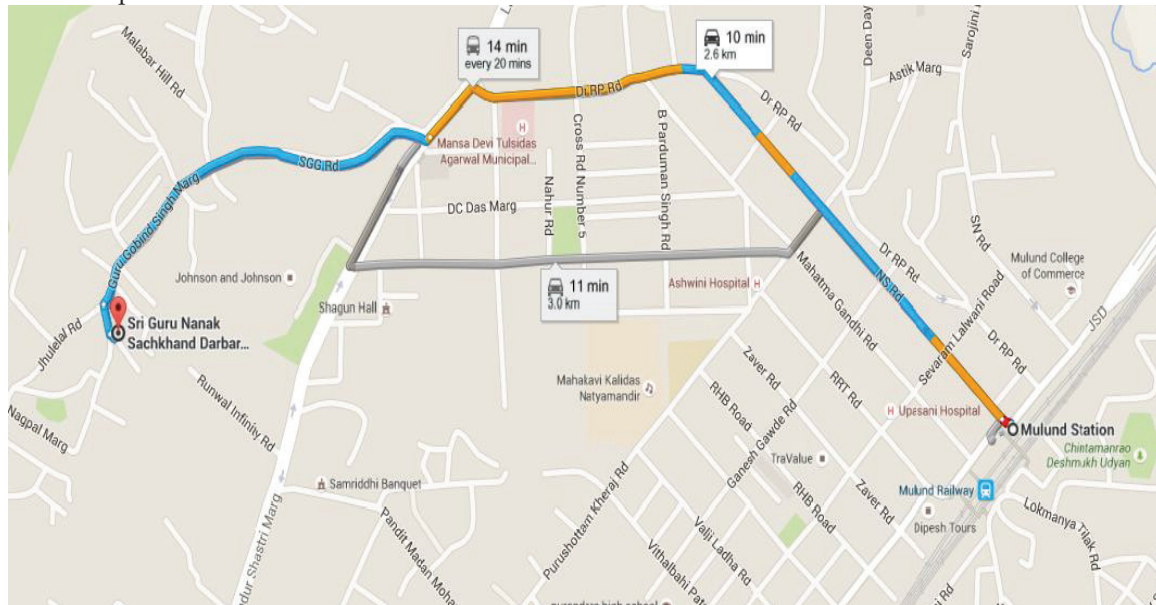 Malabar Hill Rd
14 min
every 20 mins
10 min
2.6 km
Deen Day
Sarojini
Astik Marg
Dr RP Rd
Dr RP Rd
Mansa Devi Tulsidas
Agarwal Municipal...
Cross Rd Number 5
B Parduman Singh Rd
SGG Rd
Guru Gobind Singh Marg
DC Das Marg
Nahur Rd
SN Rd
Dr RP Rd
Mulund College
of Commerce
Johnson and Johnson
NS Rd
JSD
Ashwini Hospital
11 min
3.0 km
Mahatma Gandhi Rd
Shagun Hall
Sri Guru Nanak
Sachkhand Darbar...
Jhulelal Rd
Sevaram Lalwani Road
Dr RP Rd
Zaver Rd
RRT Rd
Mahakavi Kalidas
Natyamandir
RHB Road
Runwal Infinity Rd
Nagpal Marg
Upasani Hospital
Mulund Station
Ganesh Gawde Rd
Chintamanrao
Deshmukh Udyan
TraValue
Samriddhi Banquet
Mulund Railway
Purushottam Kheraj Rd
RHB Road
Zaver Rd
Lokmanya Tilak Rd
Dipesh Tours
Pandit Madan Moha
dur Shastri Marg
Valji Ladha Rd
Vithalbhai Pate